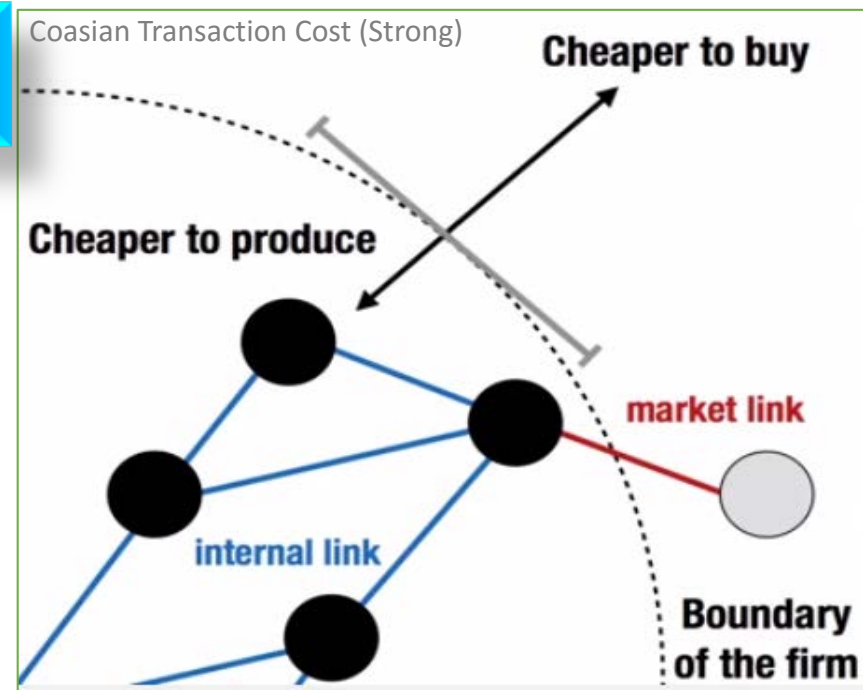 Coasian Transaction Cost (Strong)
Cheaper to buy
Cheaper to produce
market link
internal link
Boundary
of the firm